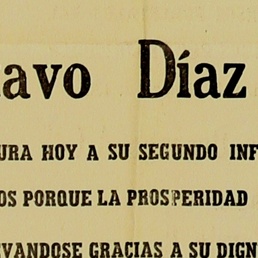 avo Díaz
URA HOY A SU SEGUNDO INF
OS PORQUE LA PROSPERIDAD
VANDOSE GRACIAS A SU DIGN